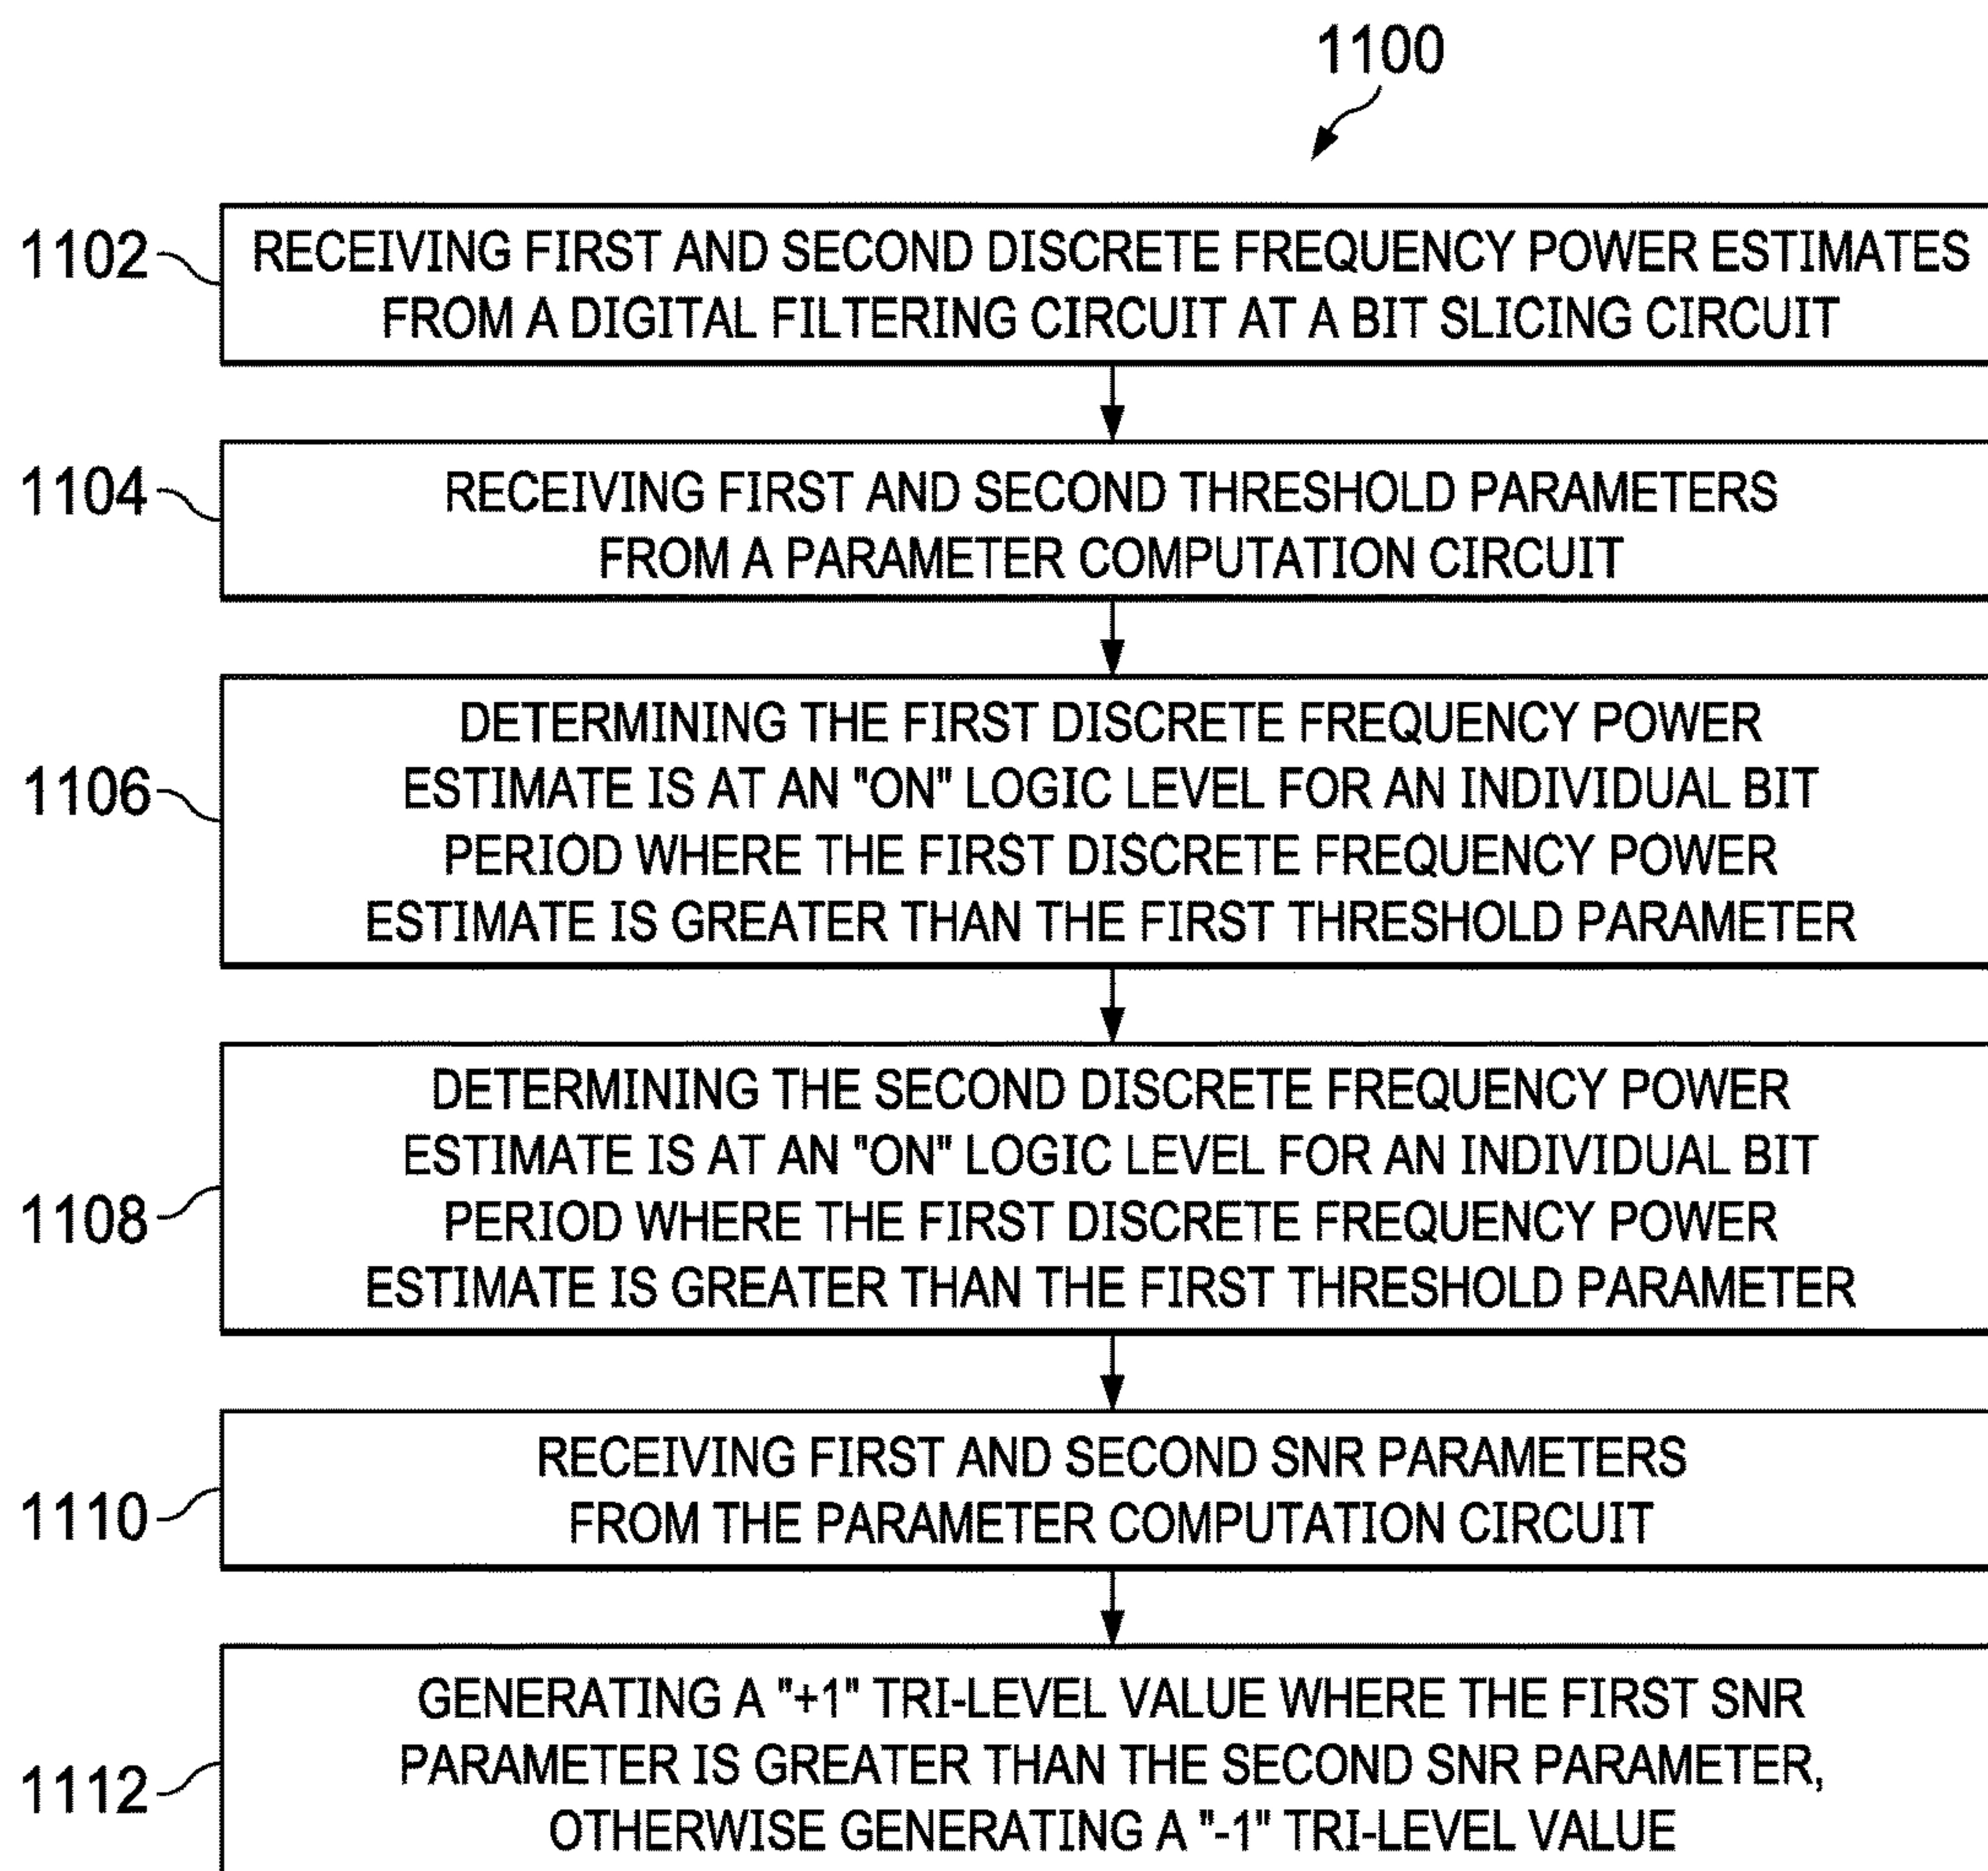 1100
1102
RECEIVING FIRST AND SECOND DISCRETE FREQUENCY POWER ESTIMATES
FROM A DIGITAL FILTERING CIRCUIT AT A BIT SLICING CIRCUIT
1104
RECEIVING FIRST AND SECOND THRESHOLD PARAMETERS
FROM A PARAMETER COMPUTATION CIRCUIT
1106
DETERMINING THE FIRST DISCRETE FREQUENCY POWER
ESTIMATE IS AT AN "ON" LOGIC LEVEL FOR AN INDIVIDUAL BIT
PERIOD WHERE THE FIRST DISCRETE FREQUENCY POWER
ESTIMATE IS GREATER THAN THE FIRST THRESHOLD PARAMETER
1108
DETERMINING THE SECOND DISCRETE FREQUENCY POWER
ESTIMATE IS AT AN "ON" LOGIC LEVEL FOR AN INDIVIDUAL BIT
PERIOD WHERE THE FIRST DISCRETE FREQUENCY POWER
ESTIMATE IS GREATER THAN THE FIRST THRESHOLD PARAMETER
1110
RECEIVING FIRST AND SECOND SNR PARAMETERS
FROM THE PARAMETER COMPUTATION CIRCUIT
1112
GENERATING A "+1" TRI-LEVEL VALUE WHERE THE FIRST SNR
PARAMETER IS GREATER THAN THE SECOND SNR PARAMETER,
OTHERWISE GENERATING A "-1" TRI-LEVEL VALUE